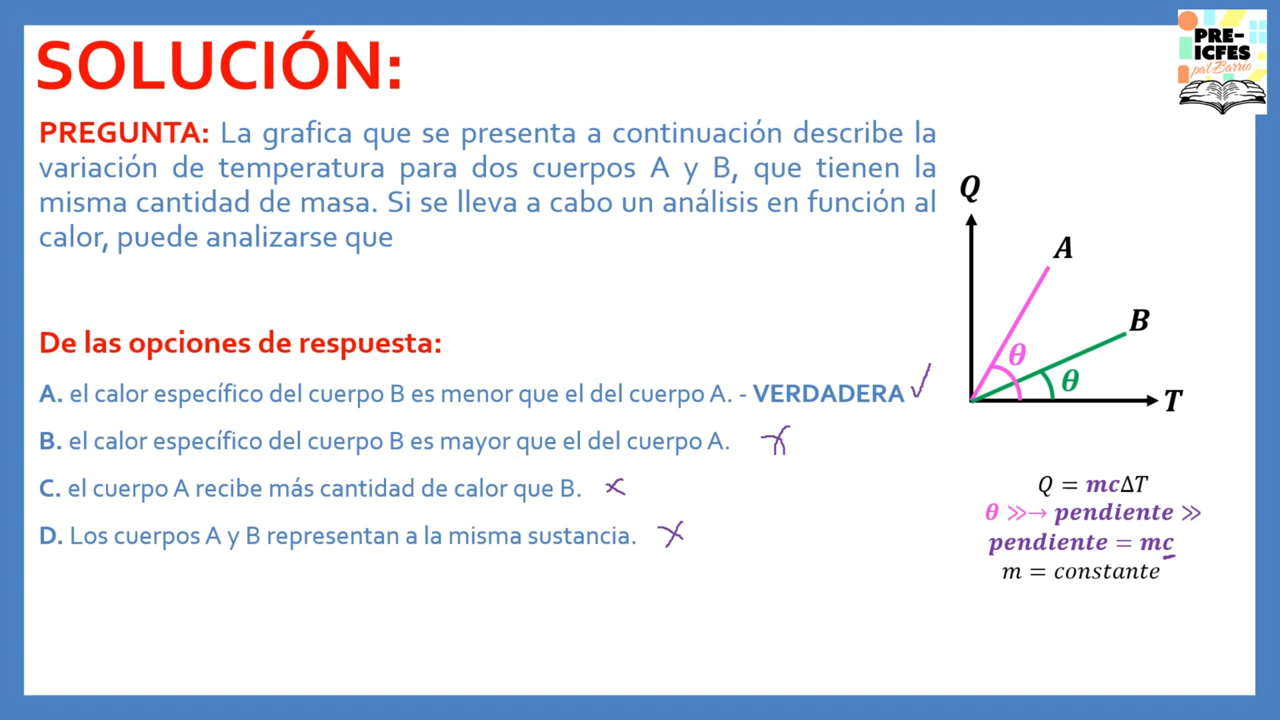 PRE-
ICFES
pal Barrio
SOLUCIÓN:
PREGUNTA: La grafica que se presenta a continuación describe la
variación de temperatura para dos cuerpos A y B, que tienen la
misma cantidad de masa. Si se lleva a cabo un análisis en función al
calor, puede analizarse que
De las opciones de respuesta:
A. el calor específico del cuerpo B es menor que el del cuerpo A. - VERDADERA
B. el calor específico del cuerpo B es mayor que el del cuerpo A.
C. el cuerpo A recibe más cantidad de calor que B.
D. Los cuerpos A y B representan a la misma sustancia.
Q
A
B
θ
θ
T
Q = mcΔT
θ ≫→ pendiente ≫
pendiente = mc
m = constante